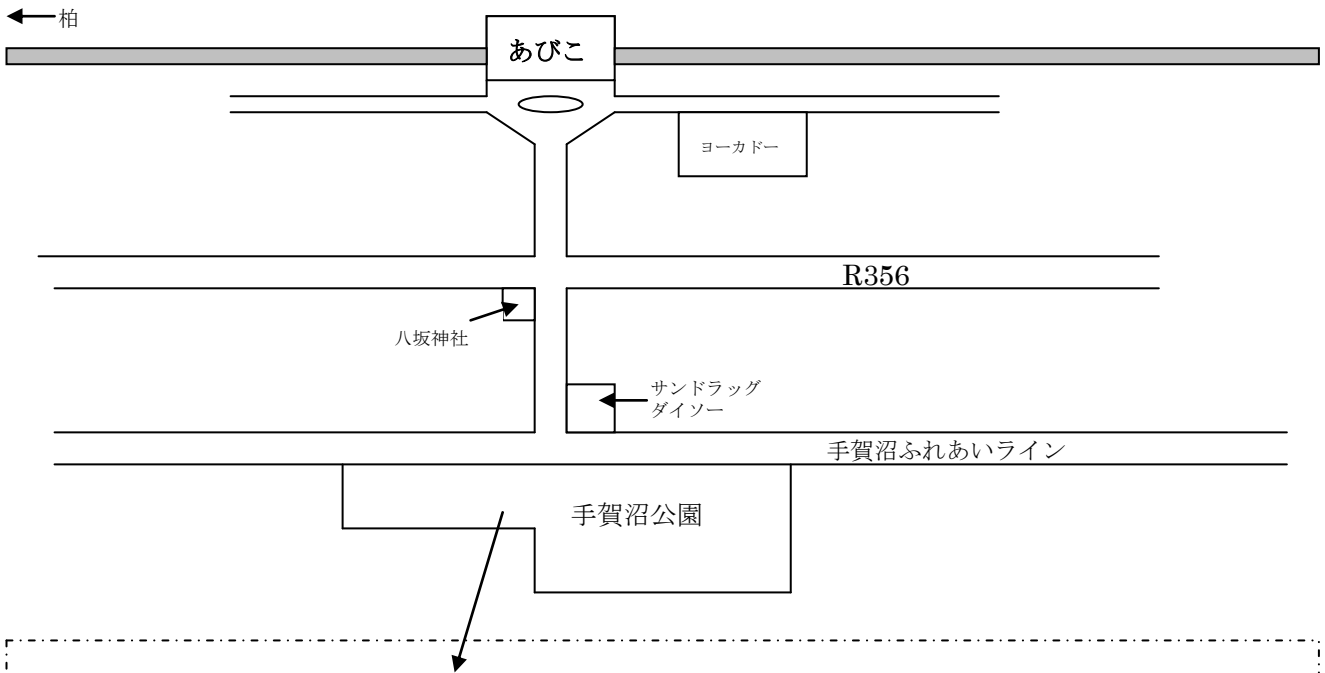 柏
あびこ
ヨーカドー
R356
八坂神社
サンドラッグ
ダイソー
手賀沼ふれあいライン
手賀沼公園